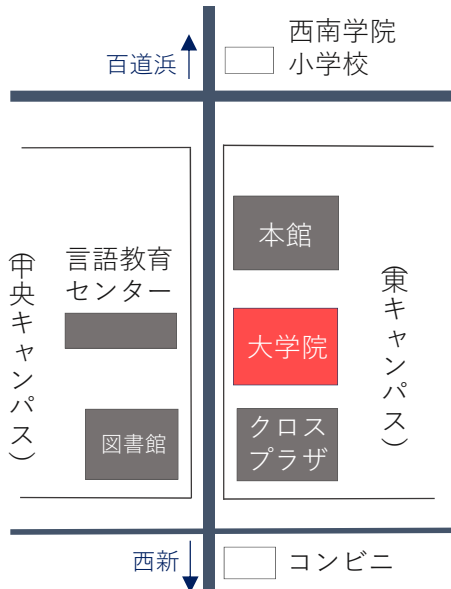 百道浜
西南学院
小学校
本館
(中央キャンパス)
言語教育
センター
大学院
(東キャンパス)
図書館
クロス
プラザ
西新
コンビニ